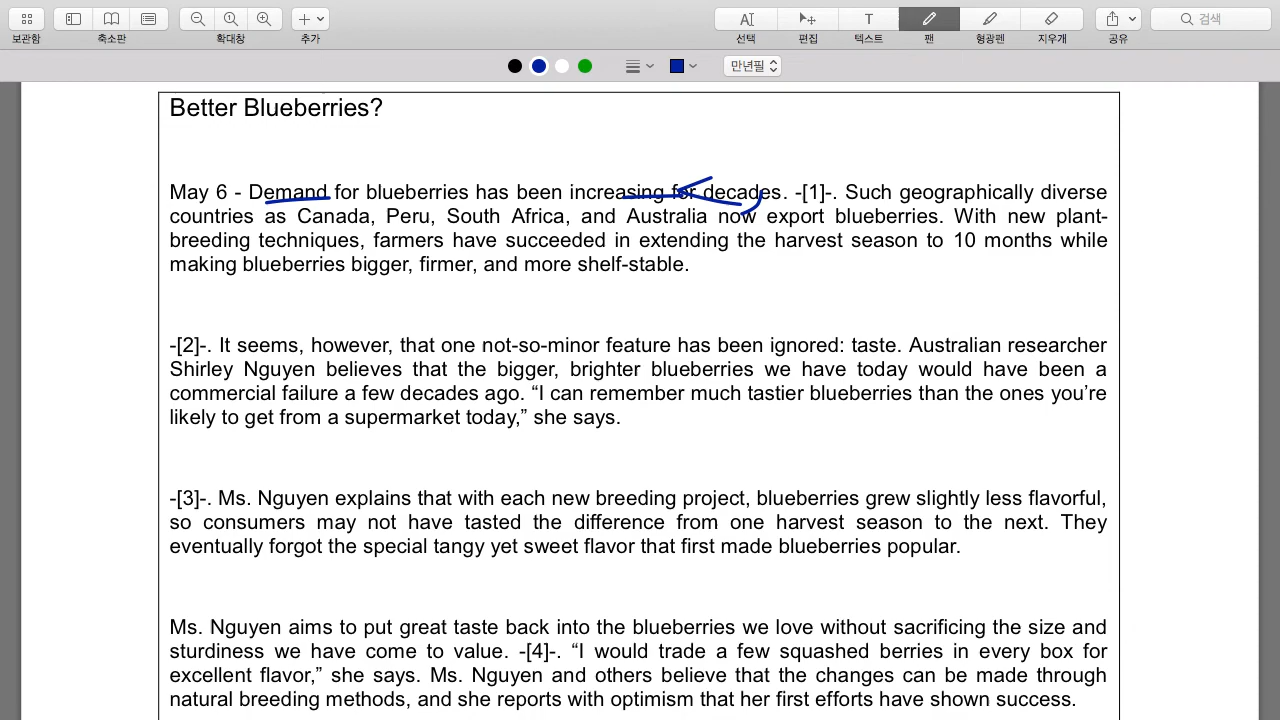 보관함 축소판 확대창 추가 선택 편집 텍스트 펜 형광펜 지우개 공유 검색
만년필
Better Blueberries?
May 6 - Demand for blueberries has been increasing for decades. -[1]-. Such geographically diverse
countries as Canada, Peru, South Africa, and Australia now export blueberries. With new plant-
breeding techniques, farmers have succeeded in extending the harvest season to 10 months while
making blueberries bigger, firmer, and more shelf-stable.
-[2]-. It seems, however, that one not-so-minor feature has been ignored: taste. Australian researcher
Shirley Nguyen believes that the bigger, brighter blueberries we have today would have been a
commercial failure a few decades ago. “I can remember much tastier blueberries than the ones you’re
likely to get from a supermarket today,” she says.
-[3]-. Ms. Nguyen explains that with each new breeding project, blueberries grew slightly less flavorful,
so consumers may not have tasted the difference from one harvest season to the next. They
eventually forgot the special tangy yet sweet flavor that first made blueberries popular.
Ms. Nguyen aims to put great taste back into the blueberries we love without sacrificing the size and
sturdiness we have come to value. -[4]-. “I would trade a few squashed berries in every box for
excellent flavor,” she says. Ms. Nguyen and others believe that the changes can be made through
natural breeding methods, and she reports with optimism that her first efforts have shown success.